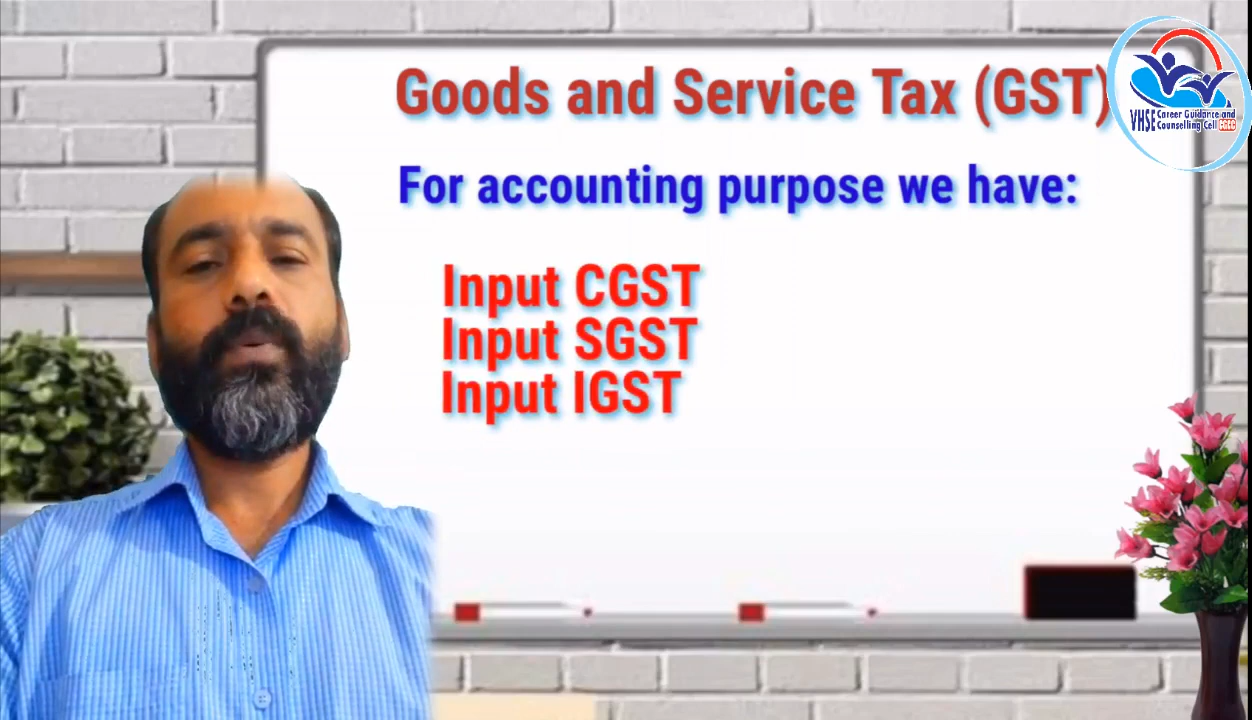 Goods and Service Tax (GST)
For accounting purpose we have:
Input CGST
Input SGST
Input IGST
VHSE Career Guidance and
Counselling Cell CGCC